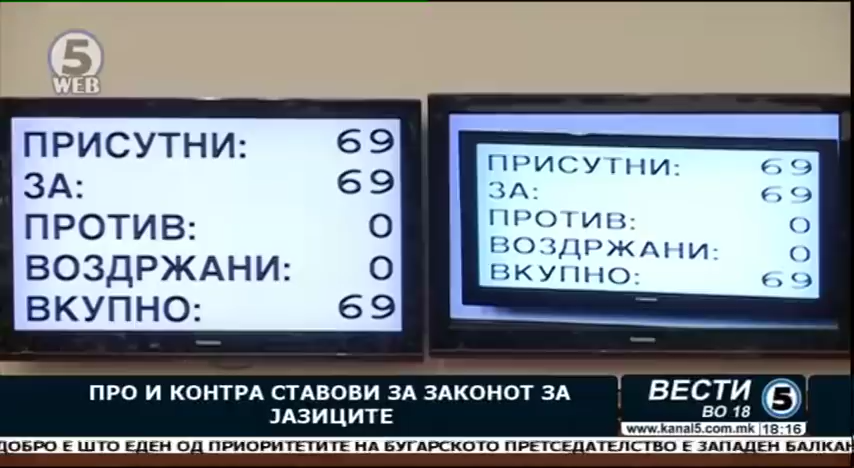 5
WEB
ПРИСУТНИ: 69
ЗА: 69
ПРОТИВ: 0
ВОЗДРЖАНИ: 0
ВКУПНО: 69
ПРИСУТНИ: 69
ЗА: 69
ПРОТИВ: 0
ВОЗДРЖАНИ: 0
ВКУПНО: 69
ПРО И КОНТРА СТАВОВИ ЗА ЗАКОНОТ ЗА
ЈАЗИЦИТЕ
ВЕСТИ 5
ВО 18
www.kanal5.com.mk 18:16
ДОБРО Е ШТО ЕДЕН ОД ПРИОРИТЕТИТЕ НА БУГАРСКОТО ПРЕТСЕДАТЕЛСТВО Е ЗАПАДЕН БАЛКАН